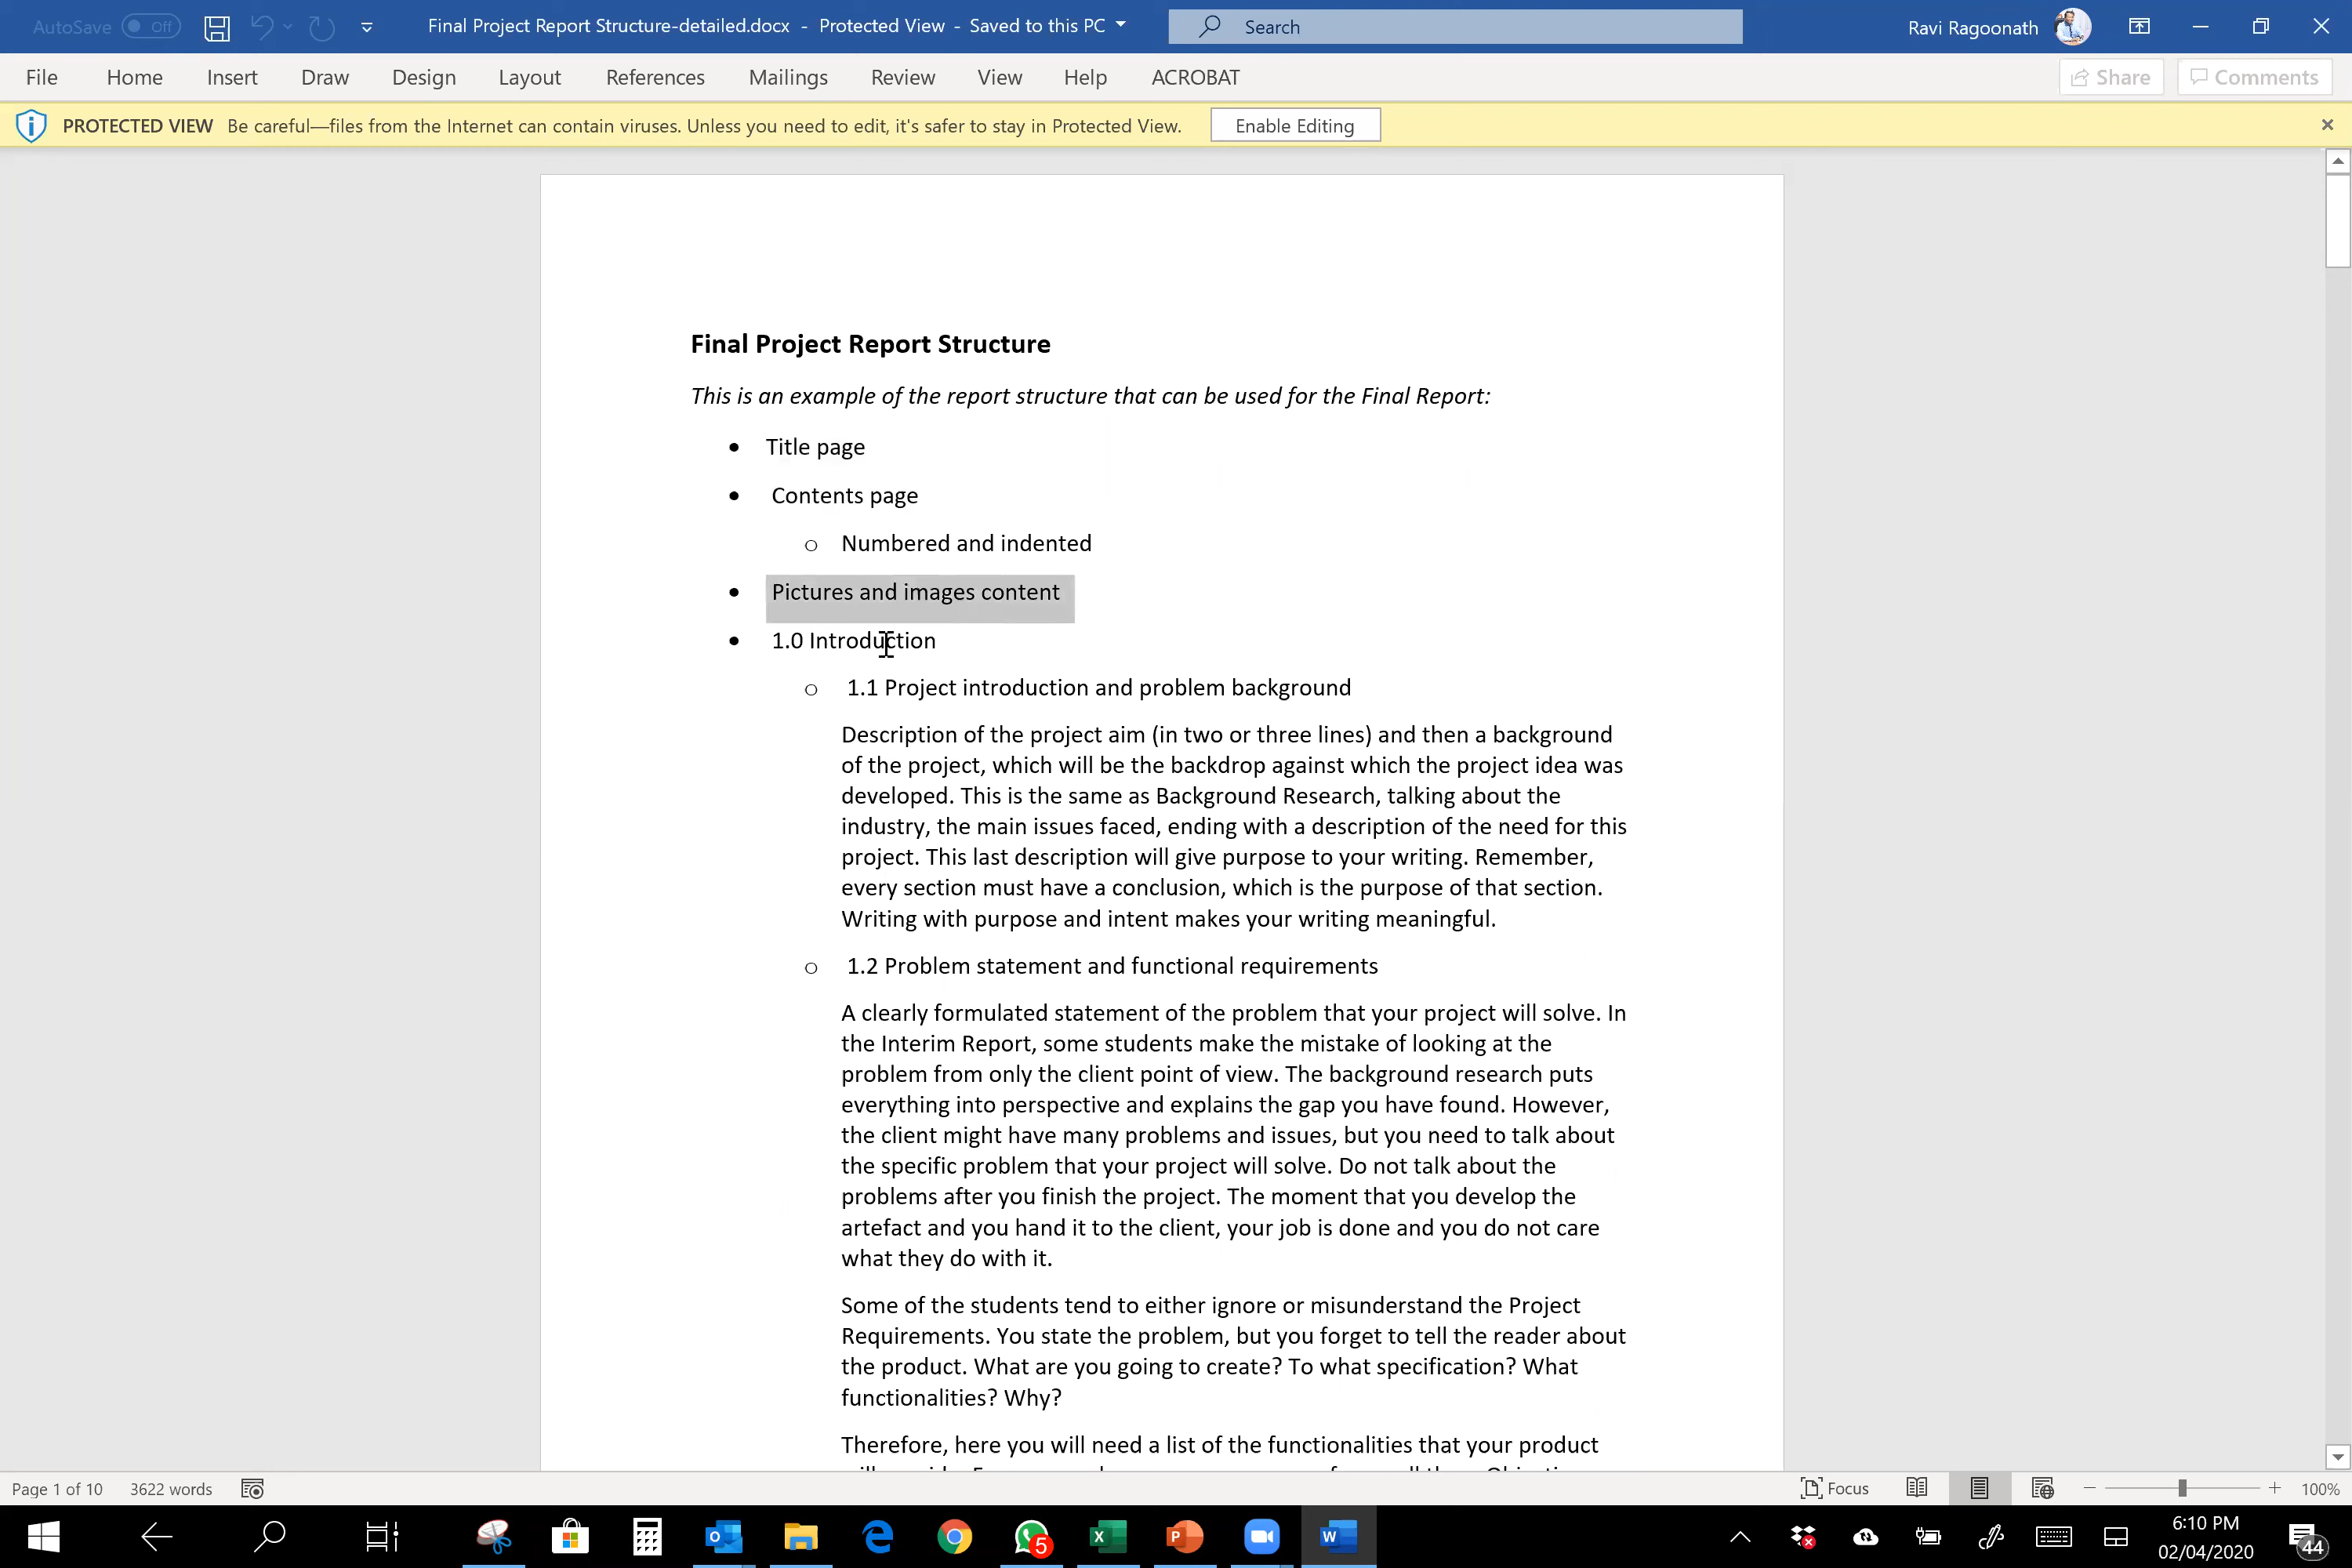 AutoSave Off Final Project Report Structure-detailed.docx - Protected View - Saved to this PC Search Ravi Ragoonath
File Home Insert Draw Design Layout References Mailings Review View Help ACROBAT Share Comments
PROTECTED VIEW Be careful—files from the Internet can contain viruses. Unless you need to edit, it's safer to stay in Protected View. Enable Editing
Final Project Report Structure
This is an example of the report structure that can be used for the Final Report:
• Title page
• Contents page
o Numbered and indented
• Pictures and images content
• 1.0 Introduction
o 1.1 Project introduction and problem background
Description of the project aim (in two or three lines) and then a background
of the project, which will be the backdrop against which the project idea was
developed. This is the same as Background Research, talking about the
industry, the main issues faced, ending with a description of the need for this
project. This last description will give purpose to your writing. Remember,
every section must have a conclusion, which is the purpose of that section.
Writing with purpose and intent makes your writing meaningful.
o 1.2 Problem statement and functional requirements
A clearly formulated statement of the problem that your project will solve. In
the Interim Report, some students make the mistake of looking at the
problem from only the client point of view. The background research puts
everything into perspective and explains the gap you have found. However,
the client might have many problems and issues, but you need to talk about
the specific problem that your project will solve. Do not talk about the
problems after you finish the project. The moment that you develop the
artefact and you hand it to the client, your job is done and you do not care
what they do with it.
Some of the students tend to either ignore or misunderstand the Project
Requirements. You state the problem, but you forget to tell the reader about
the product. What are you going to create? To what specification? What
functionalities? Why?
Therefore, here you will need a list of the functionalities that your product
Page 1 of 10 3622 words Focus 100%
5 6:10 PM
02/04/2020 44